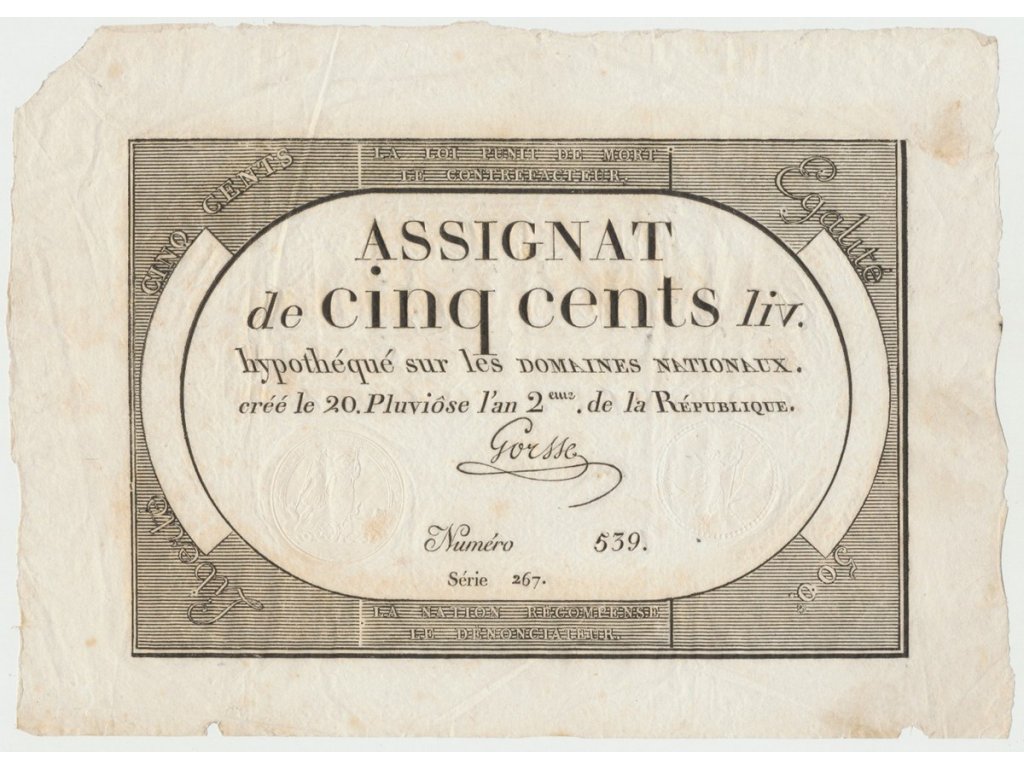 CINQ CENTS
LA LOI PUNIT DE MORT
LE CONTREFACTEUR.
Egalité
ASSIGNAT
de cinq cents liv.
hypothéqué sur les DOMAINES NATIONAUX.
créé le 20. Pluviôse l'an 2eme. de la RÉPUBLIQUE.
Gorsse
Numéro 539.
Série 267.
Liberté
500.
LA NATION RÉCOMPENSE
LE DÉNONCIATEUR.